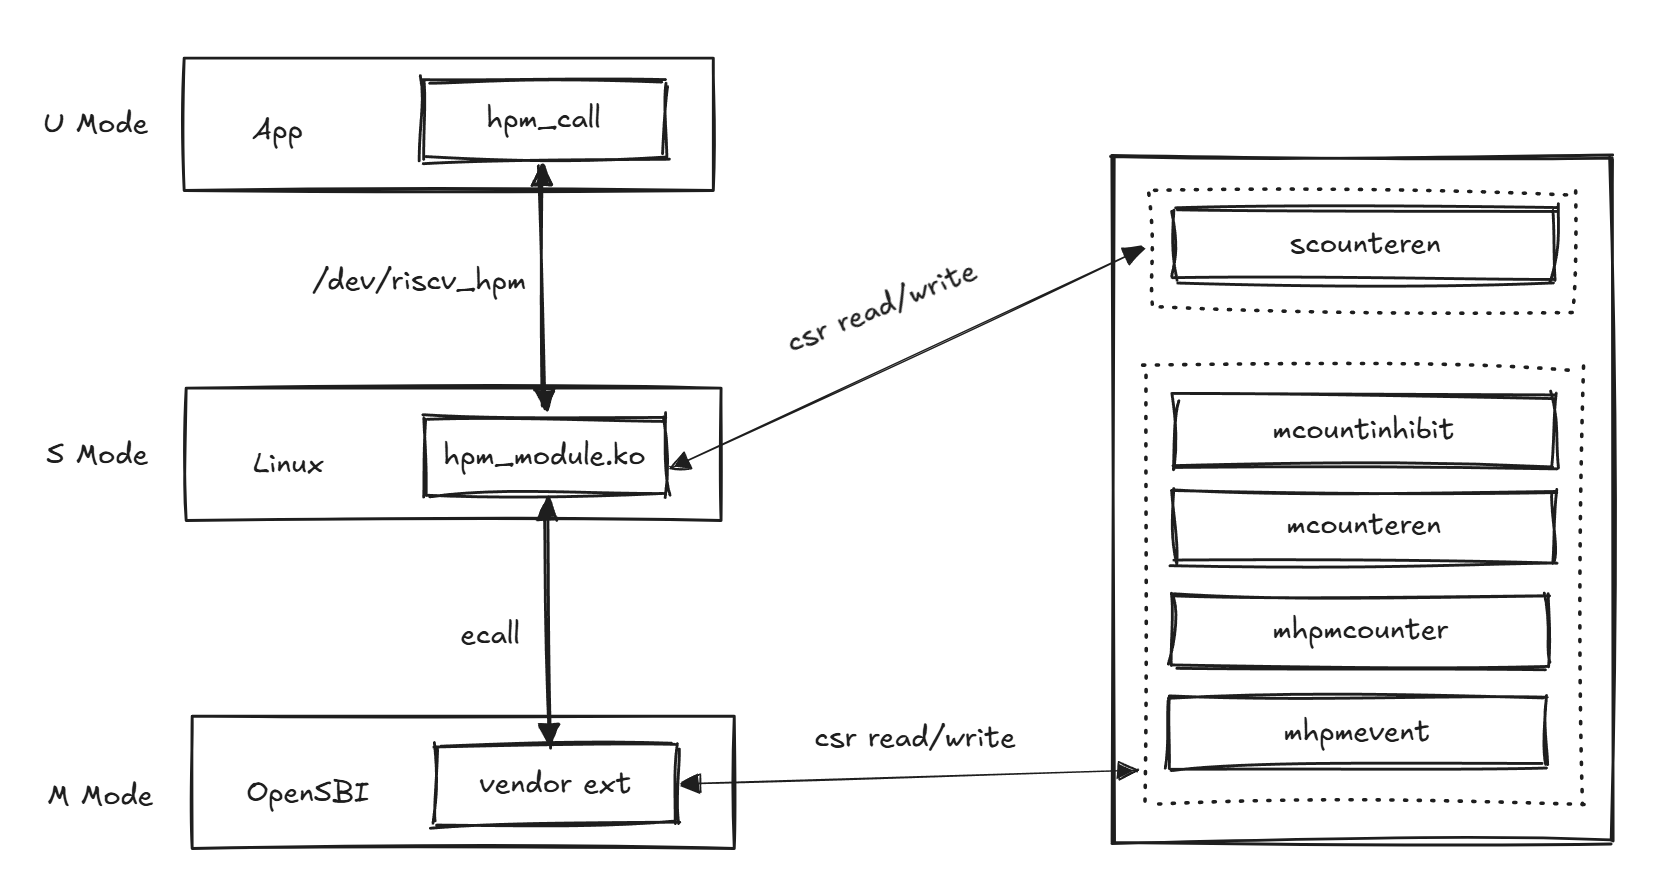 U Mode
App
hpm_call
/dev/riscv_hpm
S Mode
Linux
hpm_module.ko
ecall
M Mode
OpenSBI
vendor ext
csr read/write
csr read/write
scounteren
mcountinhibit
mcounteren
mhpmcounter
mhpmevent